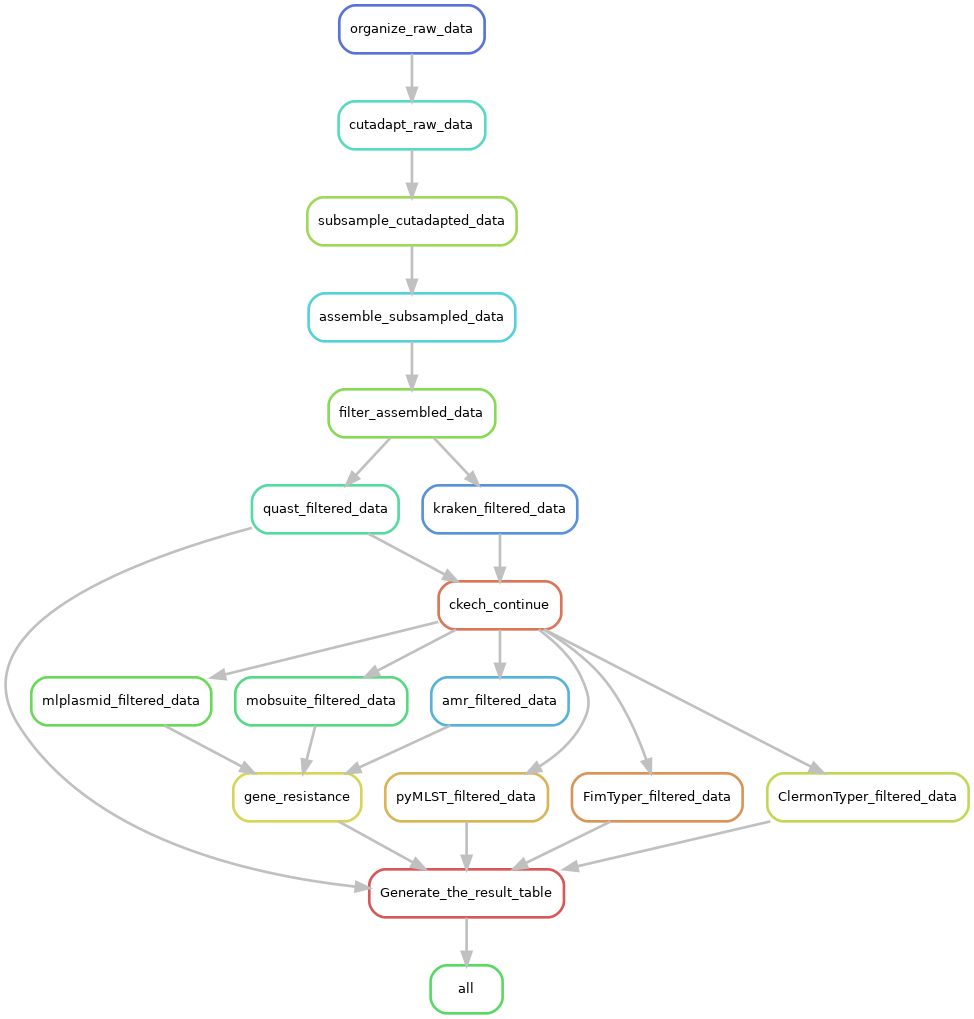 organize_raw_data
cutadapt_raw_data
subsample_cutadapted_data
assemble_subsampled_data
filter_assembled_data
quast_filtered_data
kraken_filtered_data
ckech_continue
mlplasmid_filtered_data
mobsuite_filtered_data
amr_filtered_data
gene_resistance
pyMLST_filtered_data
FimTyper_filtered_data
ClermonTyper_filtered_data
Generate_the_result_table
all